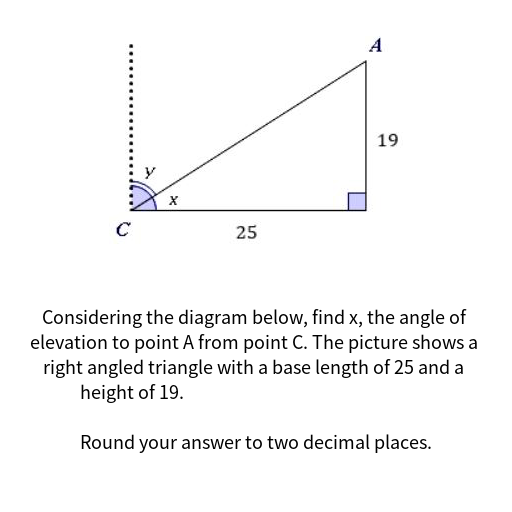 A
19
y
x
C
25
Considering the diagram below, find x, the angle of
elevation to point A from point C. The picture shows a
right angled triangle with a base length of 25 and a
height of 19.
Round your answer to two decimal places.